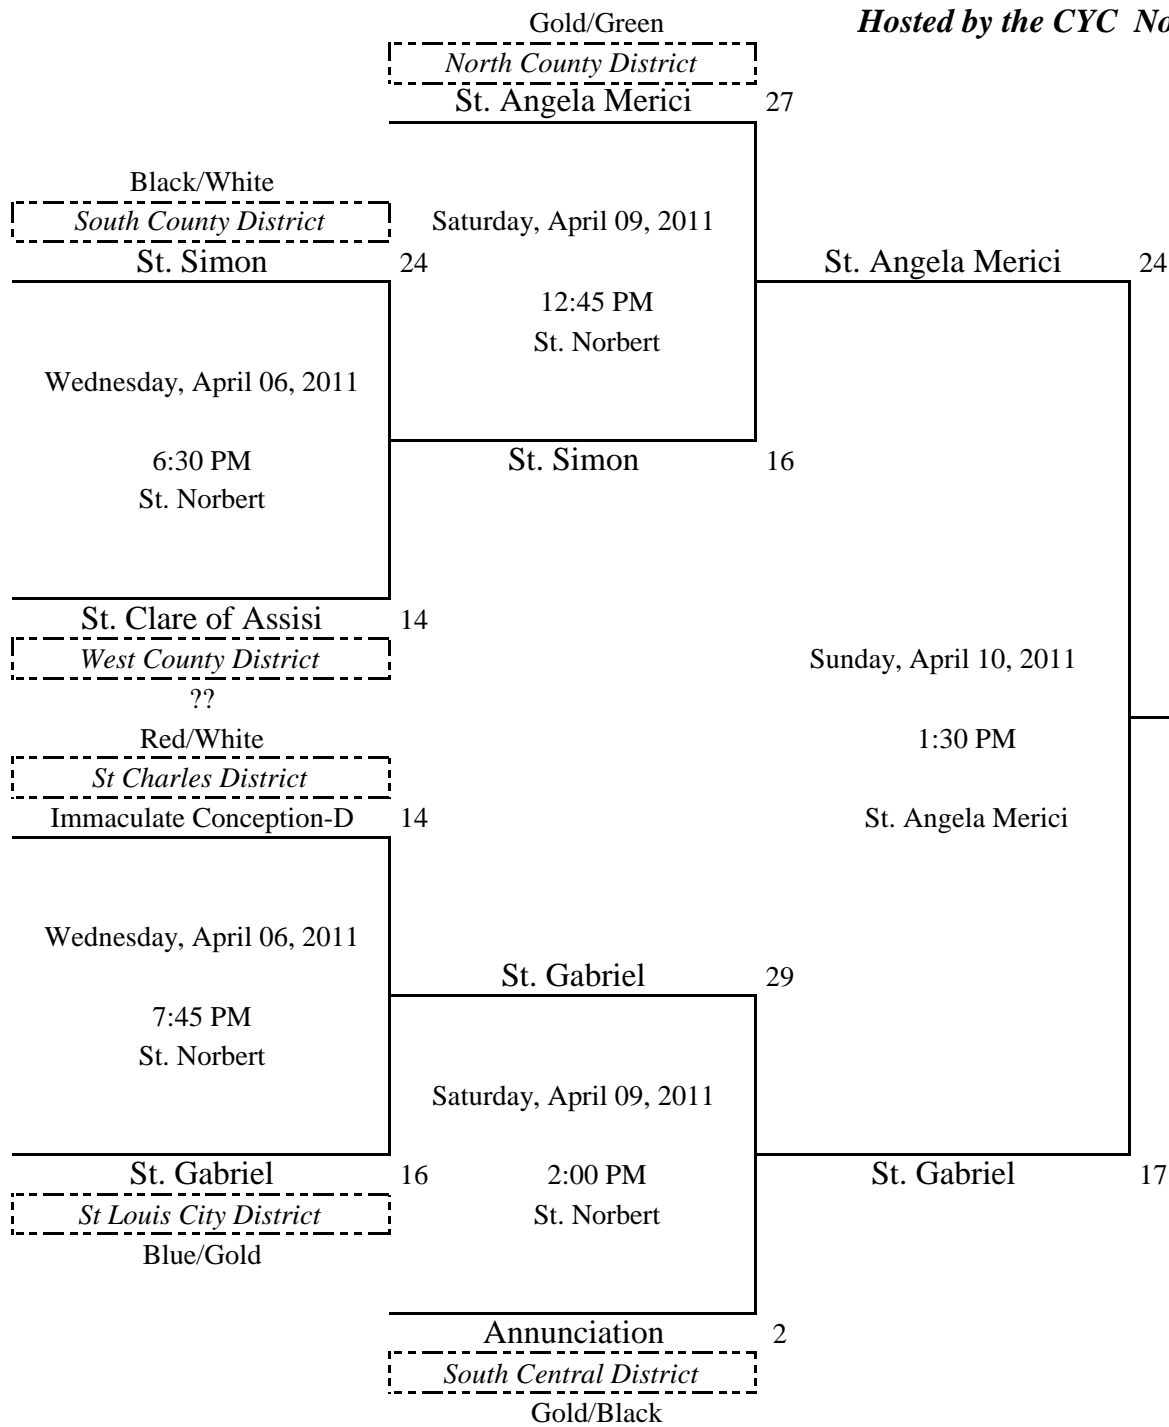 Gold/Green
Hosted by the CYC
North County District
St. Angela Merici 27
Black/White
South County District
Saturday, April 09, 2011
St. Simon 24
St. Angela Merici 24
12:45 PM
St. Norbert
Wednesday, April 06, 2011
6:30 PM
St. Simon 16
St. Norbert
St. Clare of Assisi 14
West County District
Sunday, April 10, 2011
??
Red/White
1:30 PM
St Charles District
Immaculate Conception-D 14
St. Angela Merici
Wednesday, April 06, 2011
St. Gabriel 29
7:45 PM
St. Norbert
Saturday, April 09, 2011
St. Gabriel 16
2:00 PM
St. Gabriel 17
St Louis City District
St. Norbert
Blue/Gold
Annunciation 2
South Central District
Gold/Black